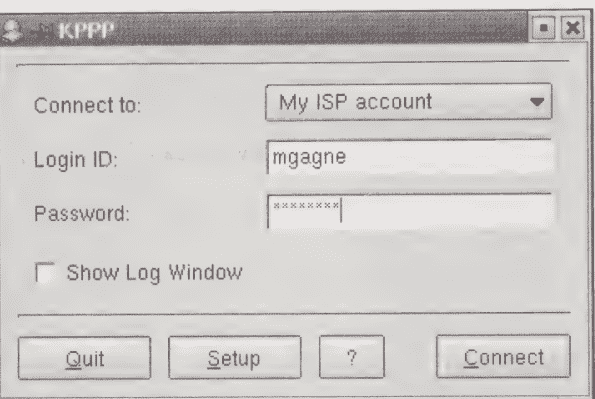 KPPP
Connect to: My ISP account
Login ID: mgagne
Password: ********
Show Log Window
Quit Setup ? Connect